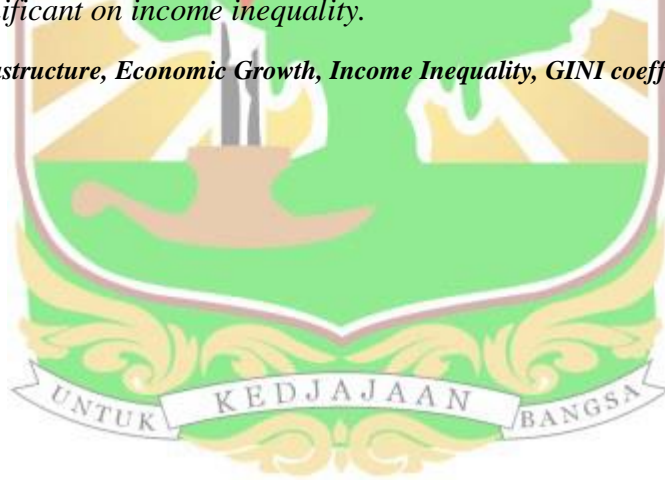 ificant on income inequality.
structure, Economic Growth, Income Inequality, GINI coeff
UNTUK KEDJAJAAN BANGSA